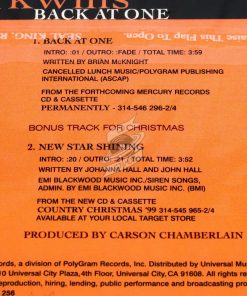 BACK AT ONE
1. BACK AT ONE
INTRO: :01 / OUTRO: :FADE / TOTAL TIME: 3:59
WRITTEN BY BRIAN McKNIGHT
CANCELLED LUNCH MUSIC/POLYGRAM PUBLISHING
INTERNATIONAL (ASCAP)
FROM THE FORTHCOMING MERCURY RECORDS
CD & CASSETTE
PERMANENTLY - 314-546 296-2/4
BONUS TRACK FOR CHRISTMAS
2. NEW STAR SHINING
INTRO: :20 / OUTRO: :21 / TOTAL TIME: 3:52
WRITTEN BY JOHANNA HALL AND JOHN HALL
EMI BLACKWOOD MUSIC INC./SIREN SONGS,
ADMIN. BY EMI BLACKWOOD MUSIC INC. (BMI)
FROM THE NEW CD & CASSETTE
COUNTRY CHRISTMAS '99 314-545 965-2/4
AVAILABLE AT YOUR LOCAL TARGET STORE
PRODUCED BY CARSON CHAMBERLAIN
cords, a division of PolyGram Records, Inc. Distributed by Universal Mu
10 Universal City Plaza, 4th Floor, Universal City, CA 91608. All rights
eproduction, hiring, lending, public performance and broadcasting pro
256